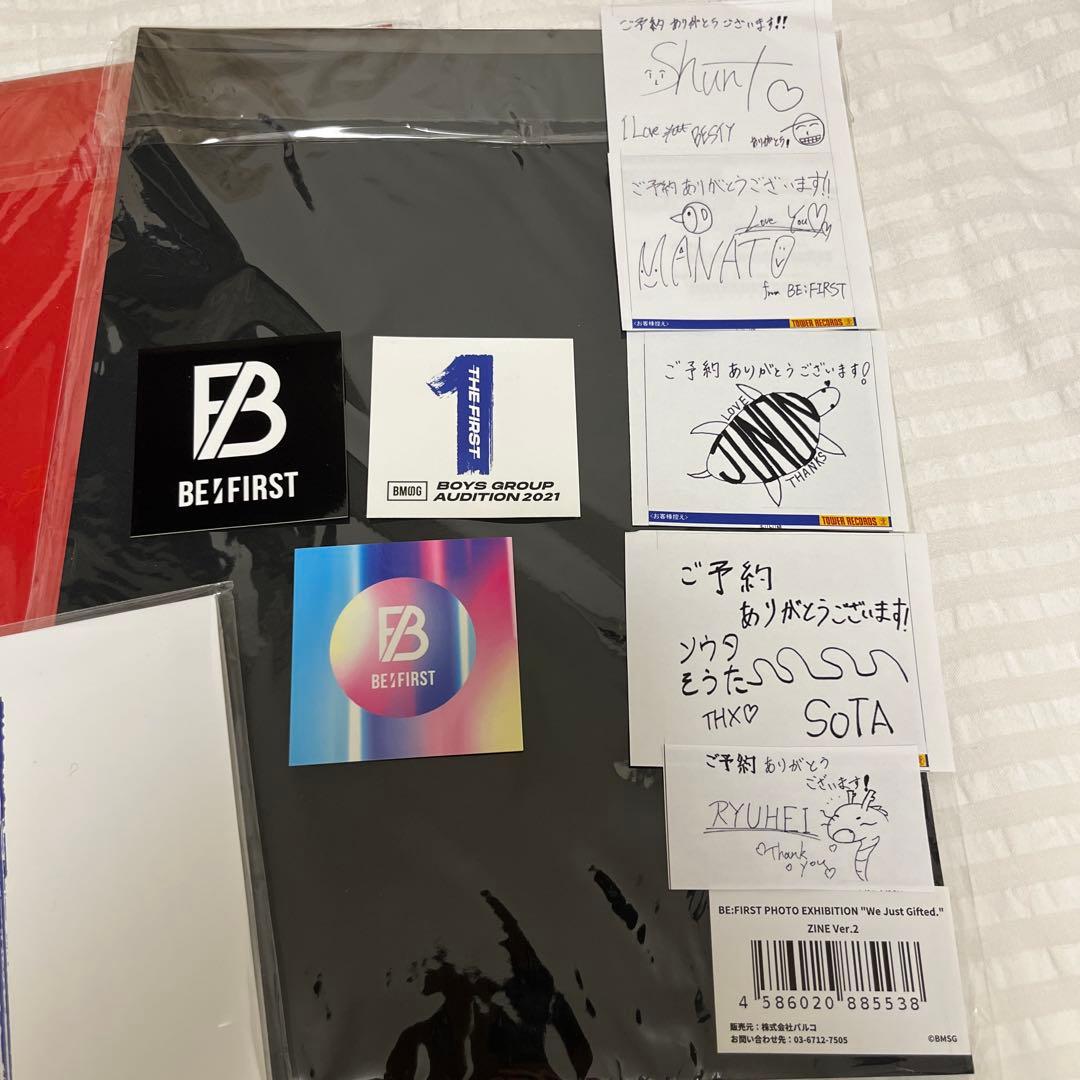 ご予約ありがとうございます!!
Shunto
I Love you BESTY
ありがとう!
ご予約ありがとうございます!!
Love You
MANATO
from BE:FIRST
<お客様控え>
TOWER RECORDS
ご予約ありがとうございます!
LOVE
JUNON
THANKS
<お客様控え>
TOWER RECORDS
ご予約
ありがとうございます!
ソウタ
そうた
THX♡
SOTA
ご予約ありがとう
ございます!
RYUHEI
Thank
you
BE:FIRST PHOTO EXHIBITION "We Just Gifted."
ZINE Ver.2
4 586020 885538
販売元：株式会社パルコ
お問い合わせ先：03-6712-7505
©BMSG
BE:FIRST
1
THE FIRST
BMSG
BOYS GROUP
AUDITION 2021
BE:FIRST